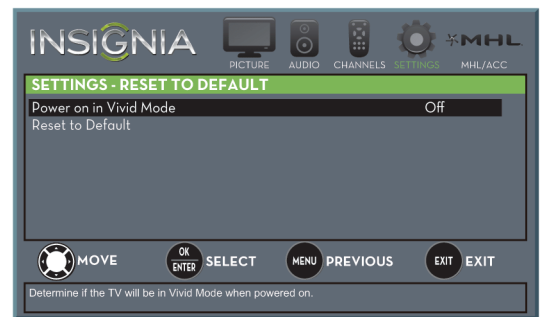 INSIGNIA
PICTURE AUDIO CHANNELS SETTINGS MHL/ACC
MHL
SETTINGS - RESET TO DEFAULT
Power on in Vivid Mode Off
Reset to Default
MOVE OK ENTER SELECT MENU PREVIOUS EXIT EXIT
Determine if the TV will be in Vivid Mode when powered on.